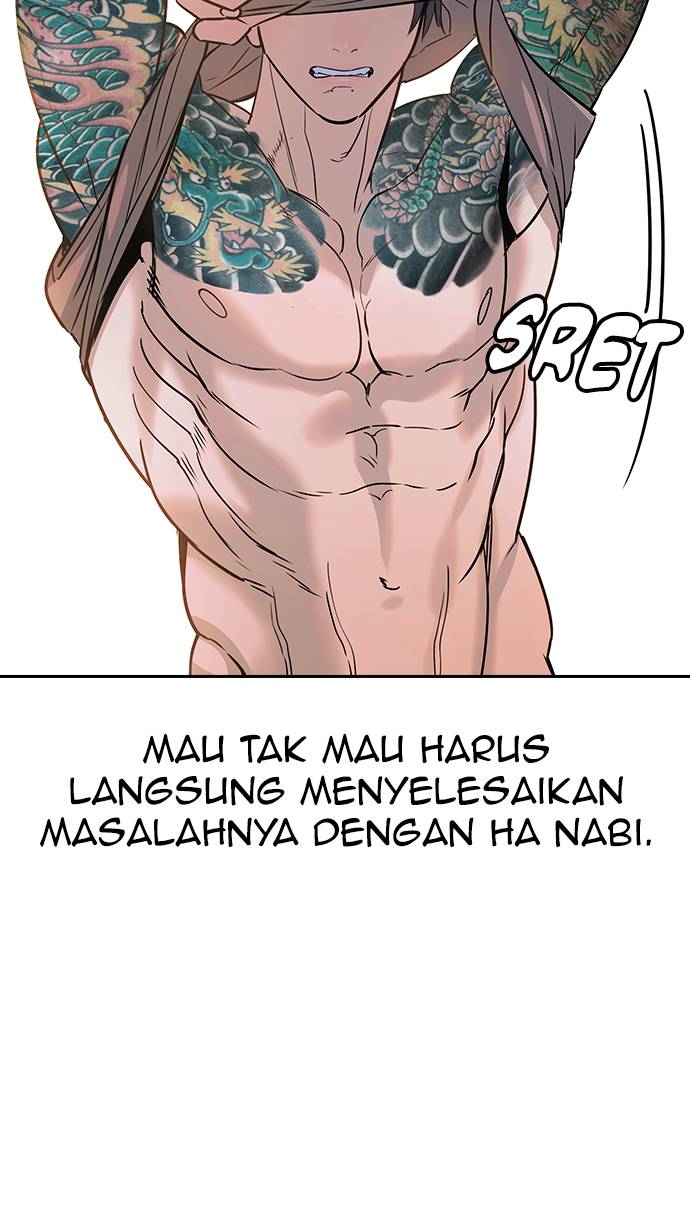 SRET
MAU TAK MAU HARUS
LANGSUNG MENYELESAIKAN
MASALAHNYA DENGAN HA NABI.